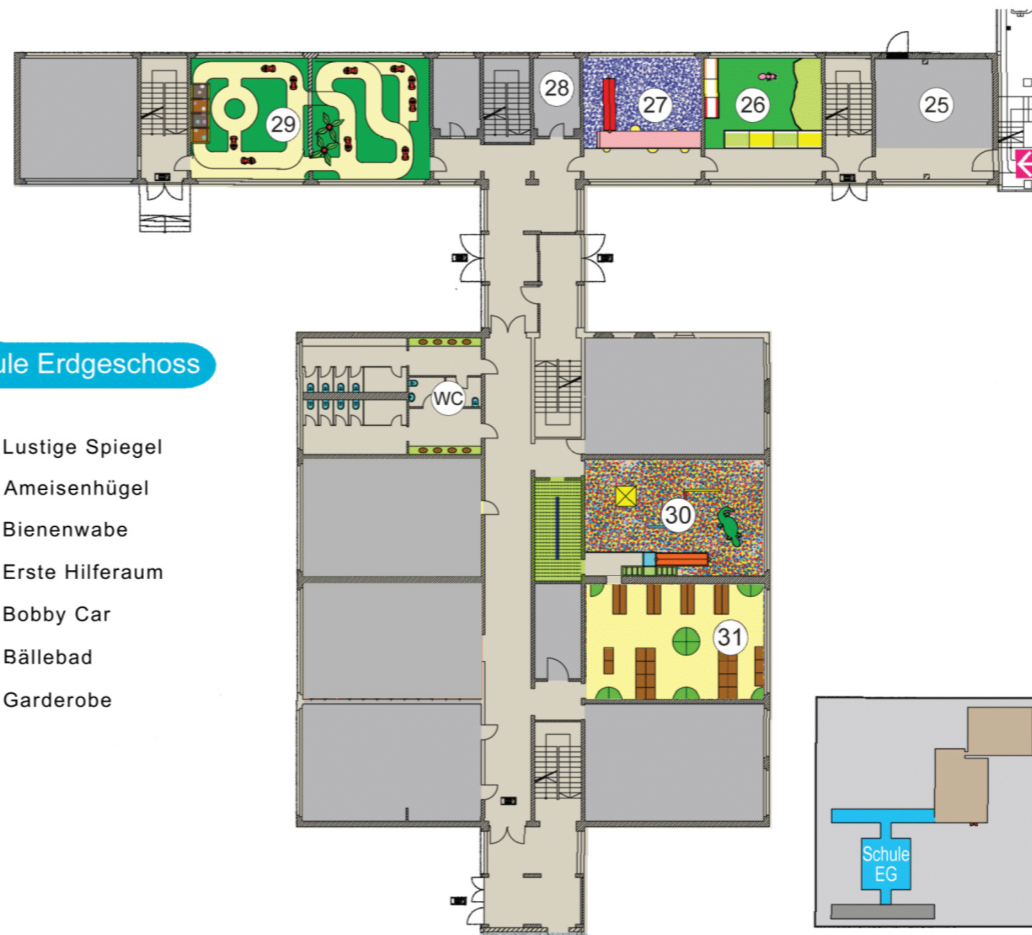 28
27
26
25
29
ule Erdgeschoss
WC
Lustige Spiegel
Ameisenhügel
Bienenwabe
30
Erste Hilferaum
Bobby Car
31
Bällebad
Garderobe
Schule
EG